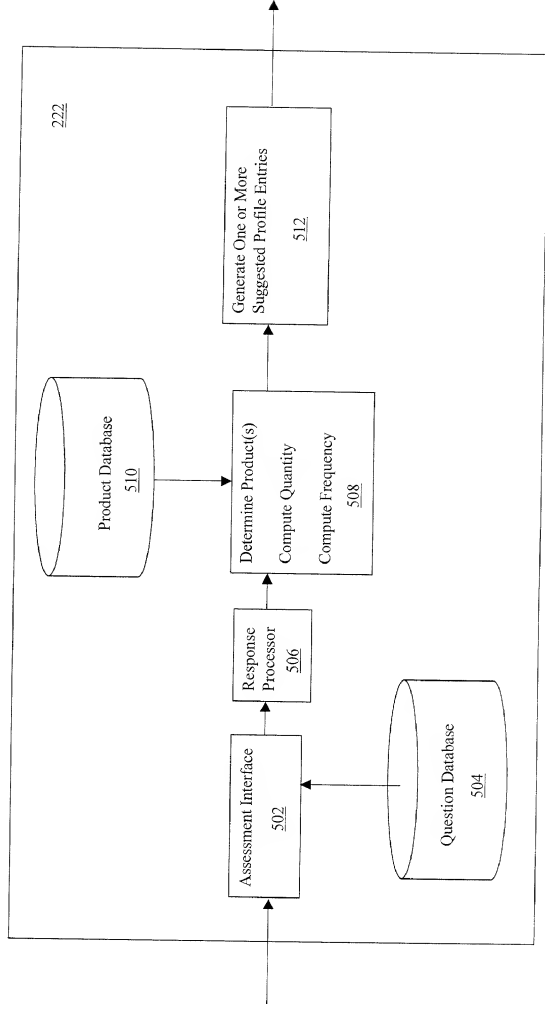 222
Product Database
510
Assessment Interface
502
Response
Processor
506
Determine Product(s)
Compute Quantity
Compute Frequency
508
Generate One or More
Suggested Profile Entries
512
Question Database
504